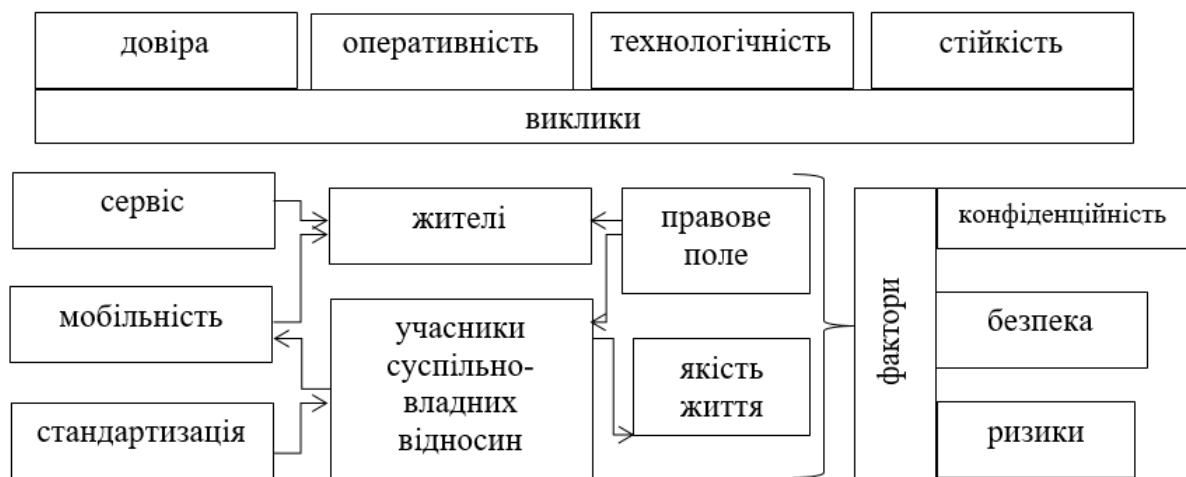 довіра
оперативність
технологічність
стійкість
виклики
сервіс
жителі
правове
поле
конфіденційність
мобільність
учасники
суспільно-
владних
відносин
фактори
безпека
якість
життя
стандартизація
ризики